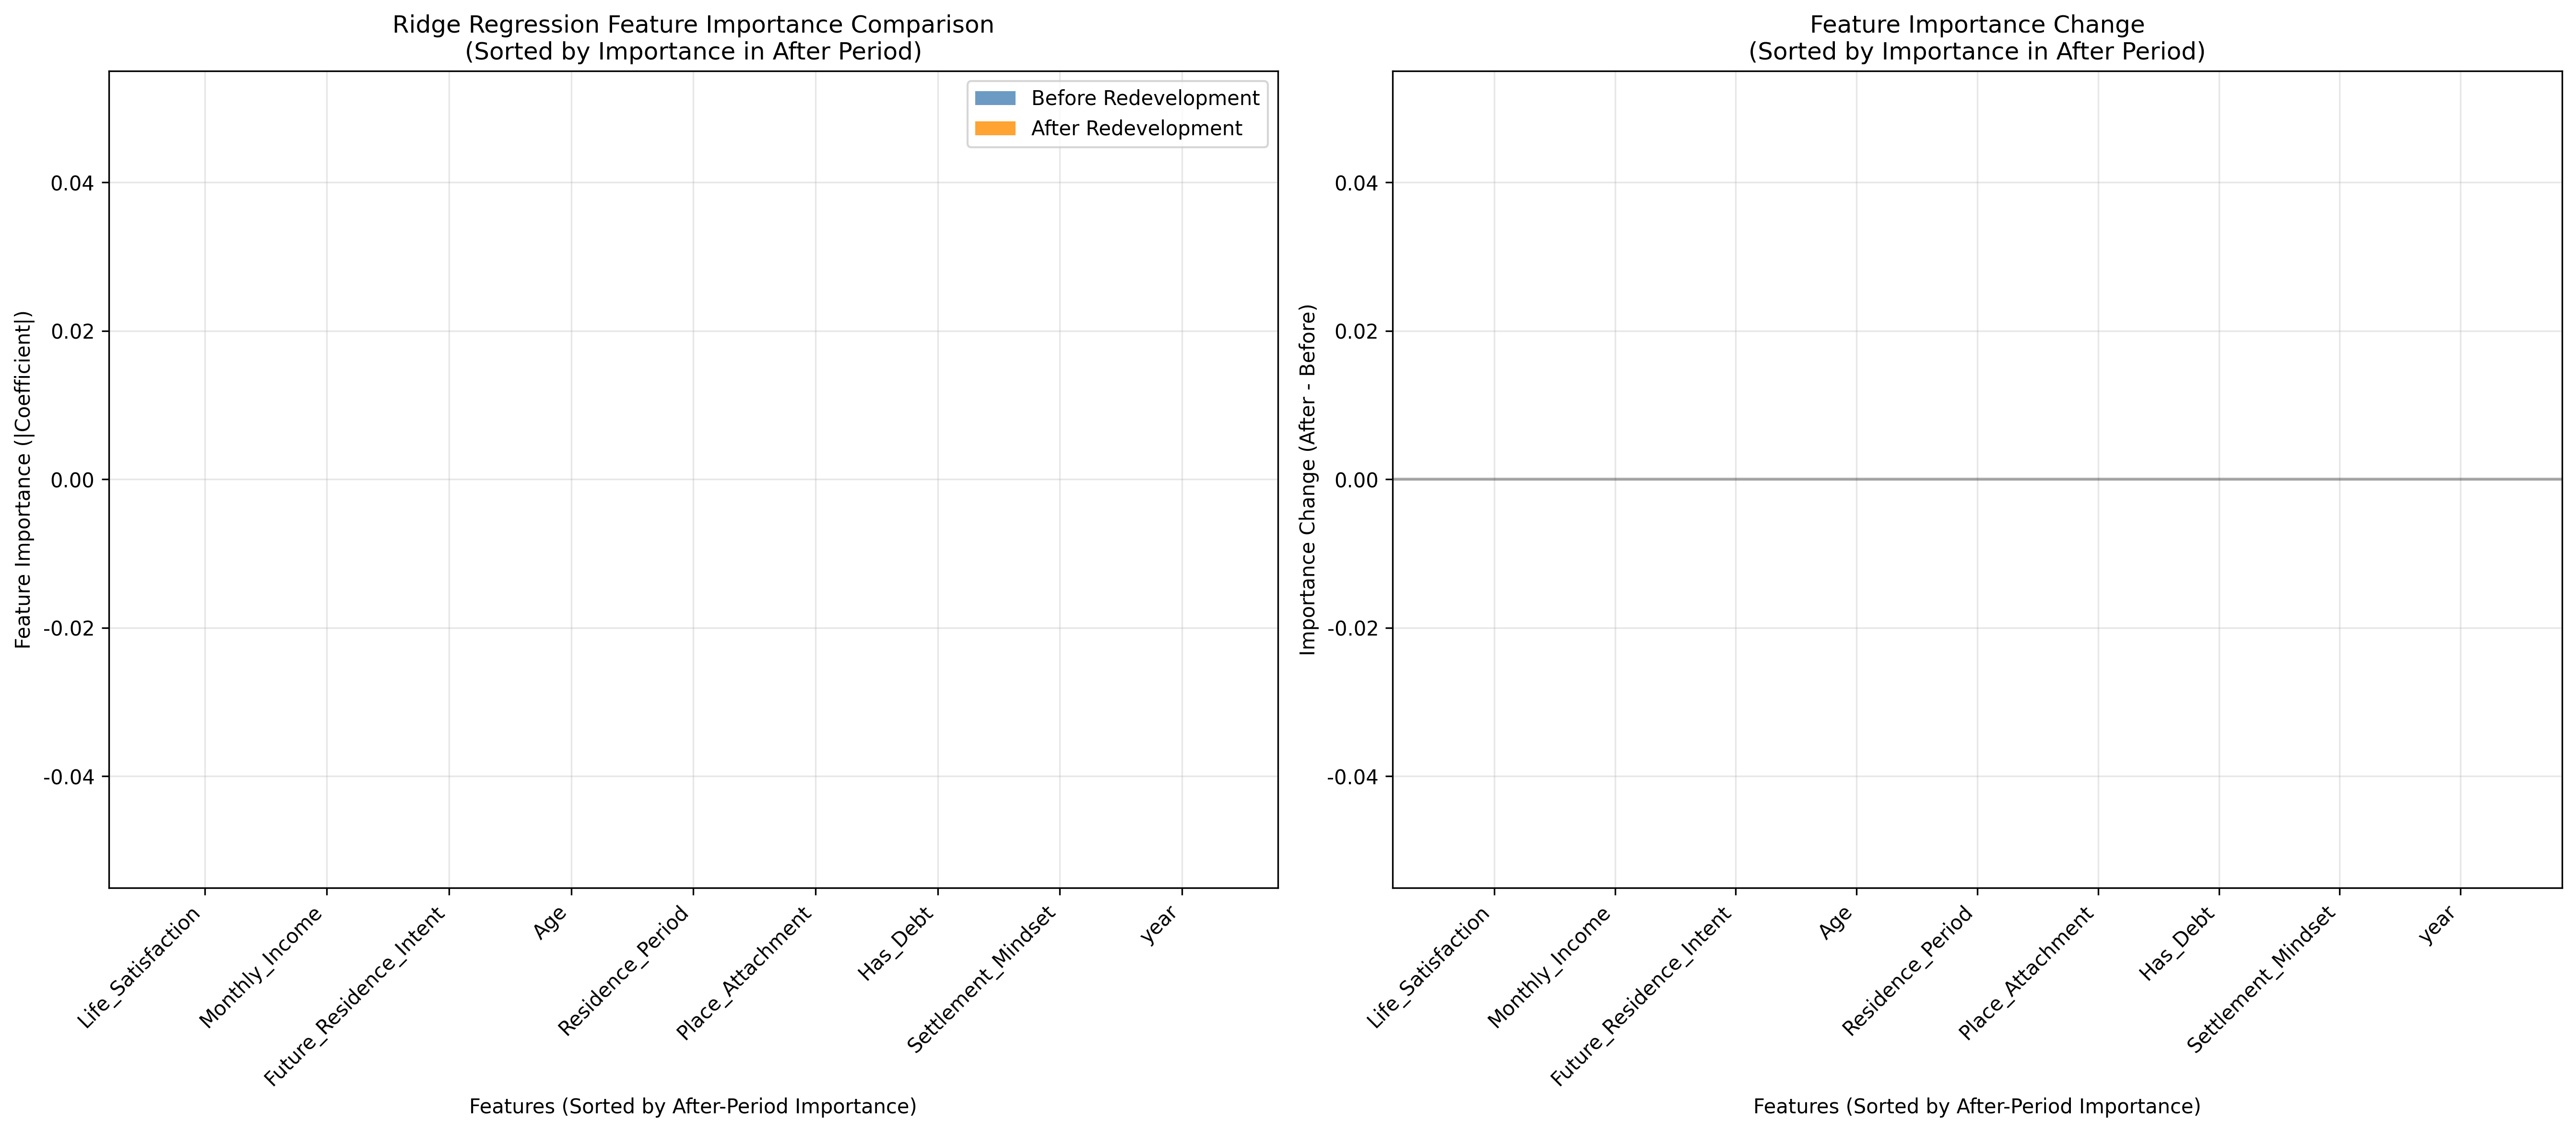 Ridge Regression Feature Importance Comparison
(Sorted by Importance in After Period)
Before Redevelopment
After Redevelopment
Feature Importance (|Coefficient|)
0.04
0.02
0.00
-0.02
-0.04
Life_Satisfaction
Monthly_Income
Future_Residence_Intent
Age
Residence_Period
Place_Attachment
Has_Debt
Settlement_Mindset
year
Features (Sorted by After-Period Importance)
Feature Importance Change
(Sorted by Importance in After Period)
Importance Change (After - Before)
0.04
0.02
0.00
-0.02
-0.04
Life_Satisfaction
Monthly_Income
Future_Residence_Intent
Age
Residence_Period
Place_Attachment
Has_Debt
Settlement_Mindset
year
Features (Sorted by After-Period Importance)